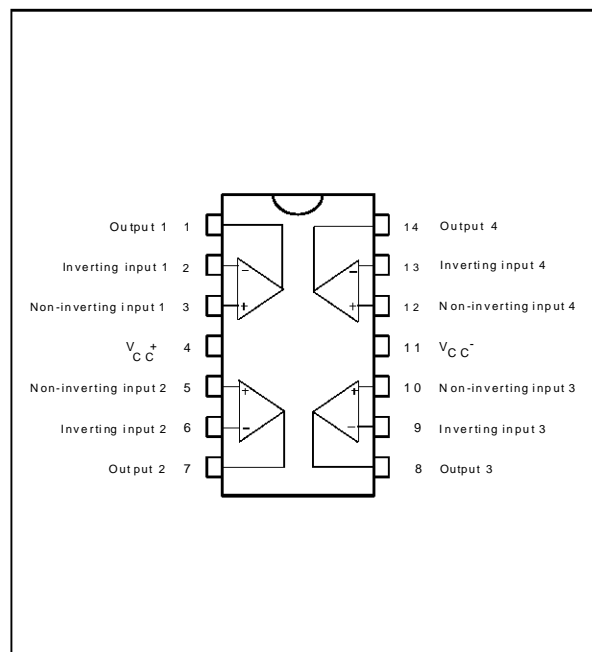 Output 1 1
Inverting input 1 2
Non-inverting input 1 3
VCC+ 4
Non-inverting input 2 5
Inverting input 2 6
Output 2 7
14 Output 4
13 Inverting input 4
12 Non-inverting input 4
11 VCC-
10 Non-inverting input 3
9 Inverting input 3
8 Output 3
- +
- +
+ -
+ -